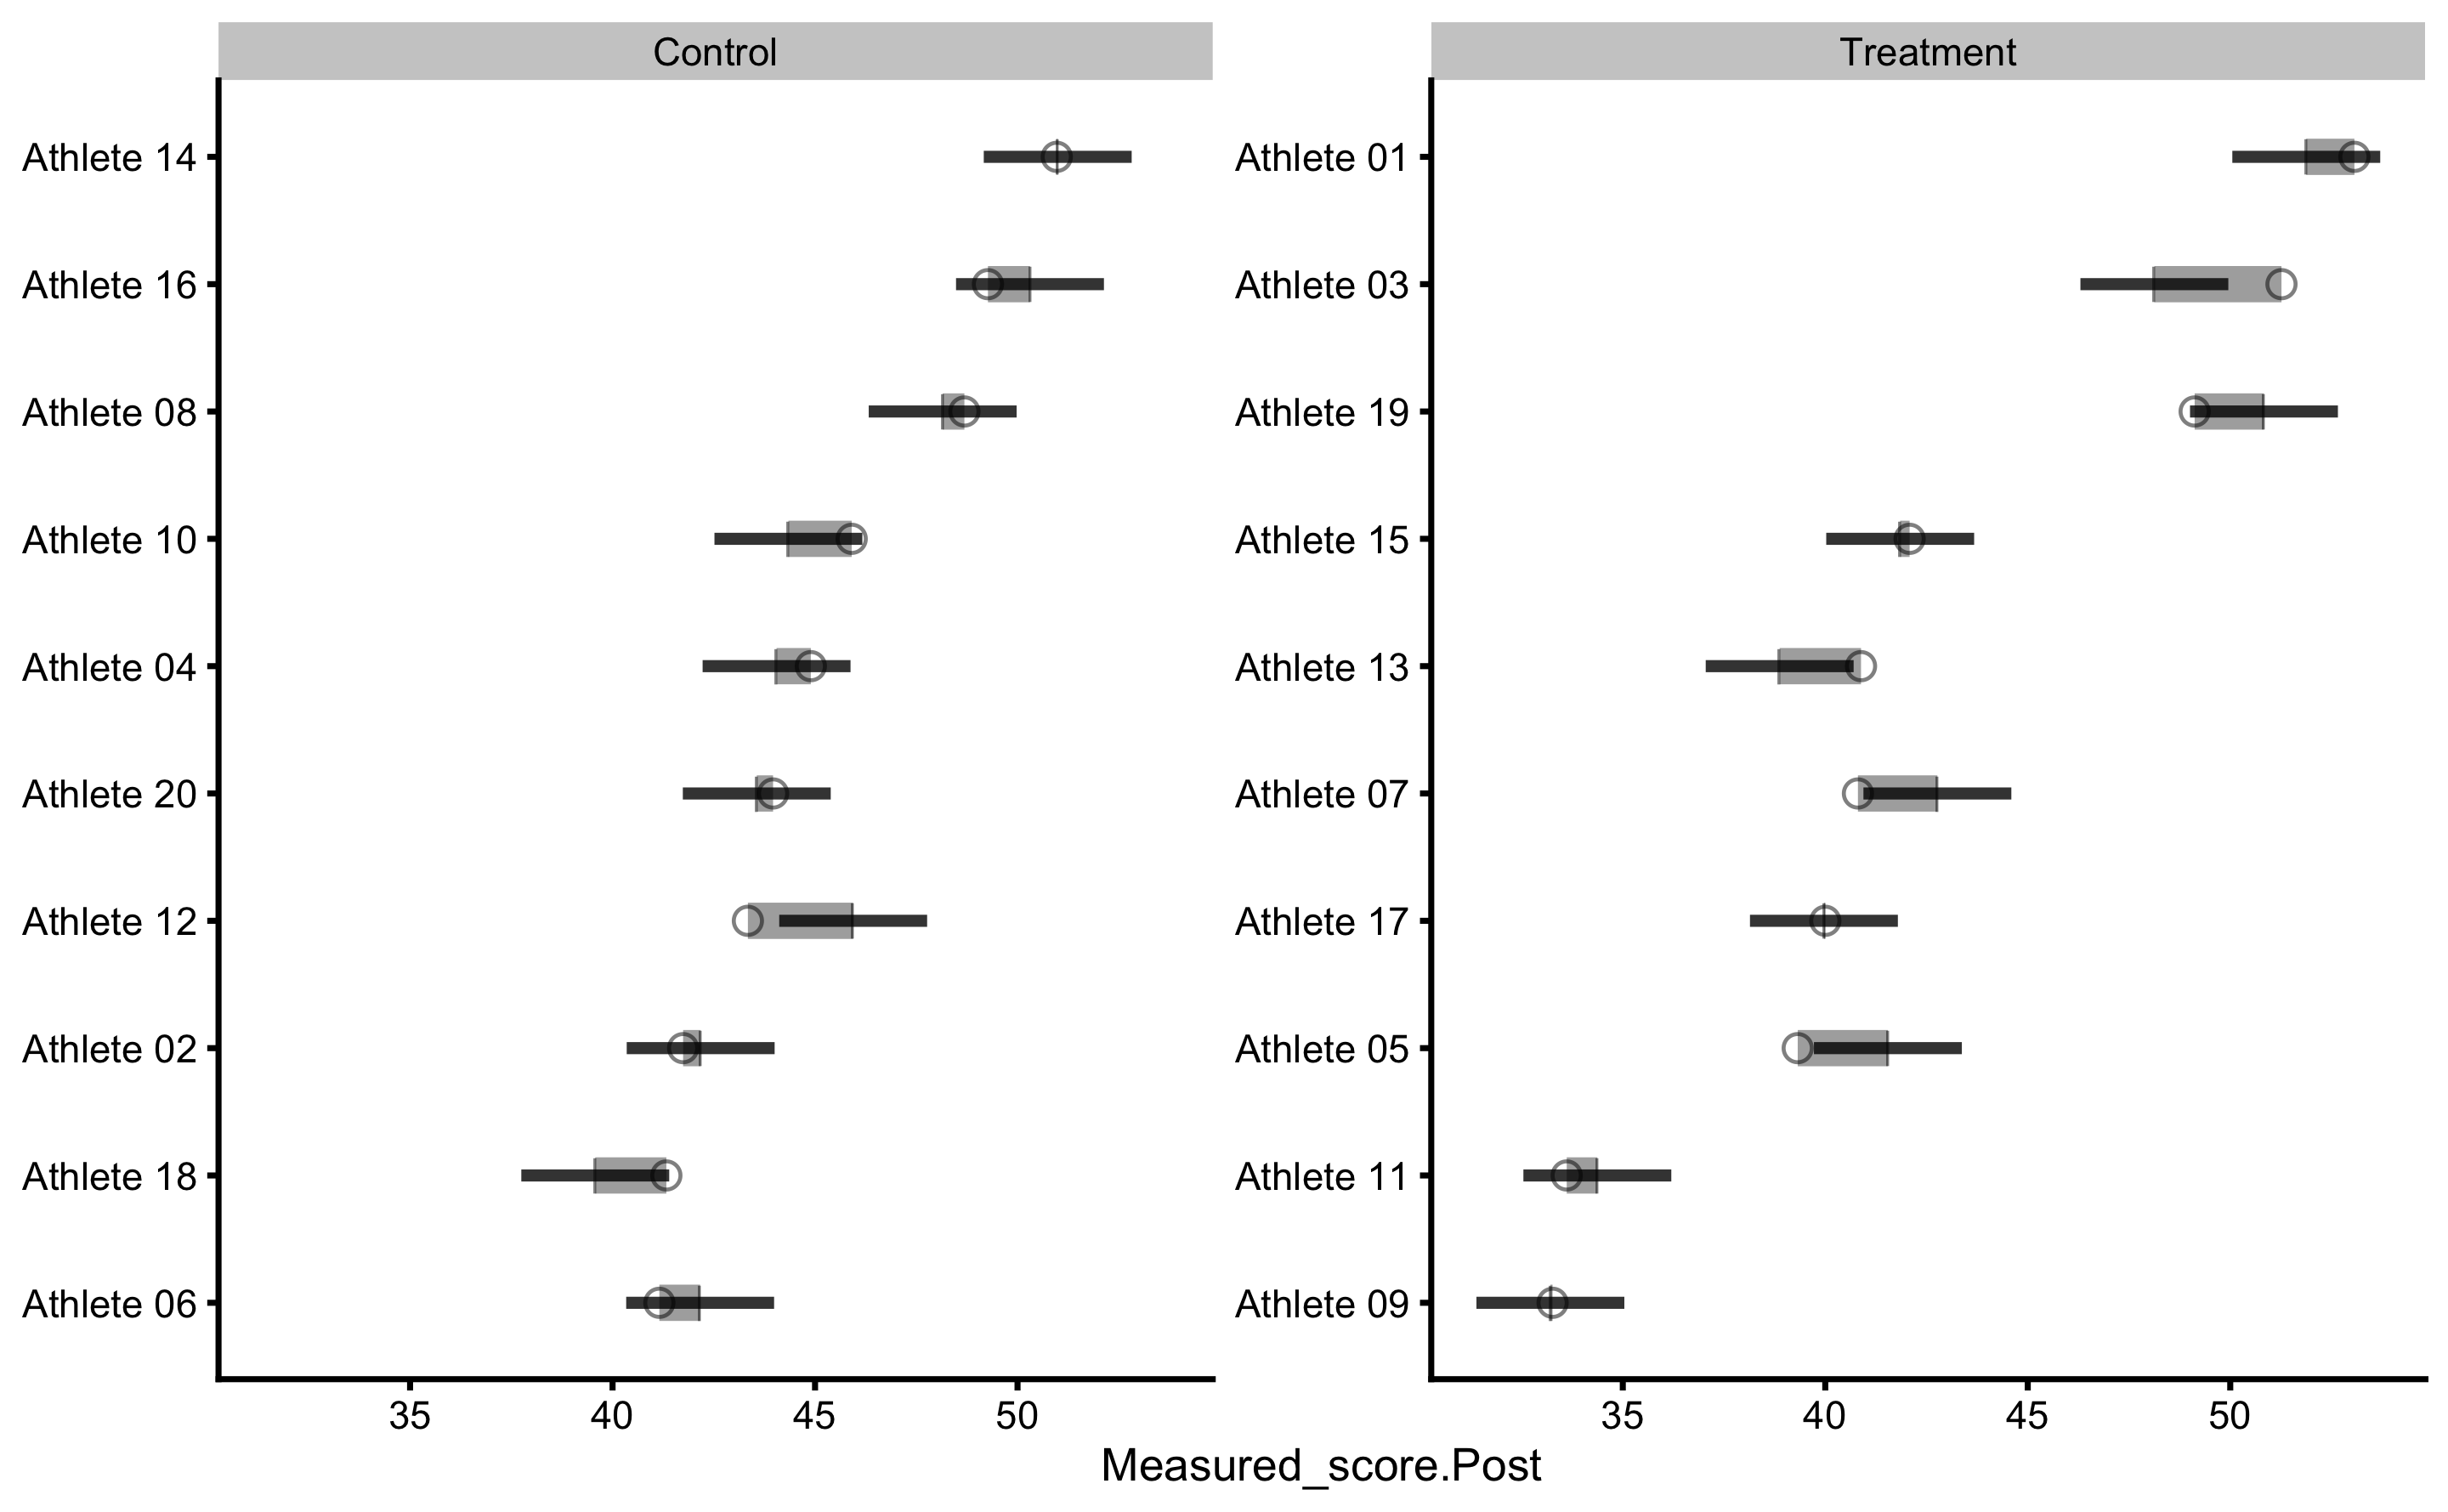 Control
Athlete 14
Athlete 16
Athlete 08
Athlete 10
Athlete 04
Athlete 20
Athlete 12
Athlete 02
Athlete 18
Athlete 06
35 40 45 50
Treatment
Athlete 01
Athlete 03
Athlete 19
Athlete 15
Athlete 13
Athlete 07
Athlete 17
Athlete 05
Athlete 11
Athlete 09
35 40 45 50
Measured_score.Post